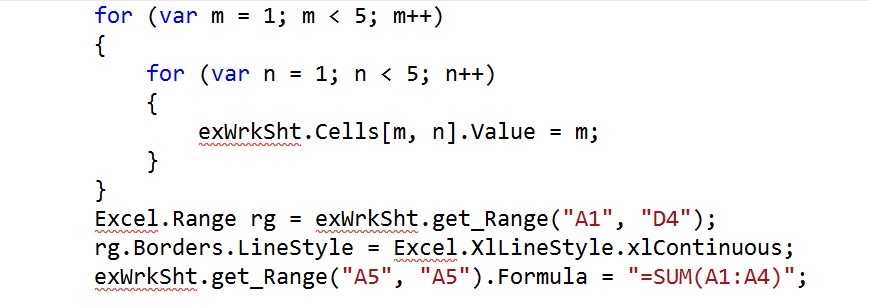 for (var m = 1; m < 5; m++)
{
for (var n = 1; n < 5; n++)
{
exWrkSht.Cells[m, n].Value = m;
}
}
Excel.Range rg = exWrkSht.get_Range("A1", "D4");
rg.Borders.LineStyle = Excel.XlLineStyle.xlContinuous;
exWrkSht.get_Range("A5", "A5").Formula = "=SUM(A1:A4)";